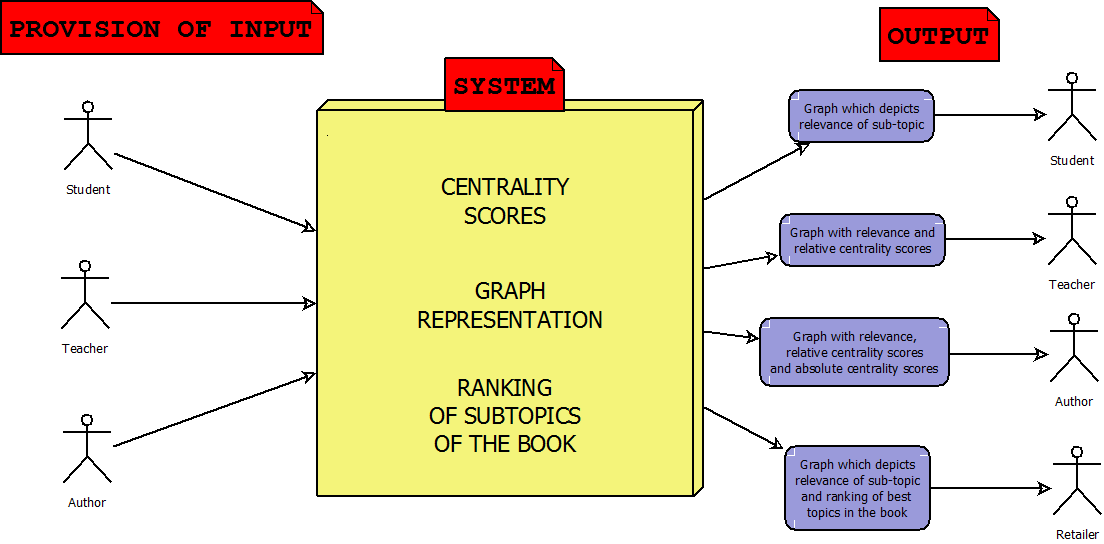 PROVISION OF INPUT
OUTPUT
SYSTEM
Student
Teacher
Author
CENTRALITY
SCORES
GRAPH
REPRESENTATION
RANKING
OF SUBTOPICS
OF THE BOOK
Graph which depicts
relevance of sub-topic
Student
Graph with relevance and
relative centrality scores
Teacher
Graph with relevance,
relative centrality scores
and absolute centrality scores
Author
Graph which depicts
relevance of sub-topic
and ranking of best
topics in the book
Retailer